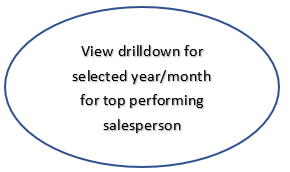 View drilldown for
selected year/month
for top performing
salesperson